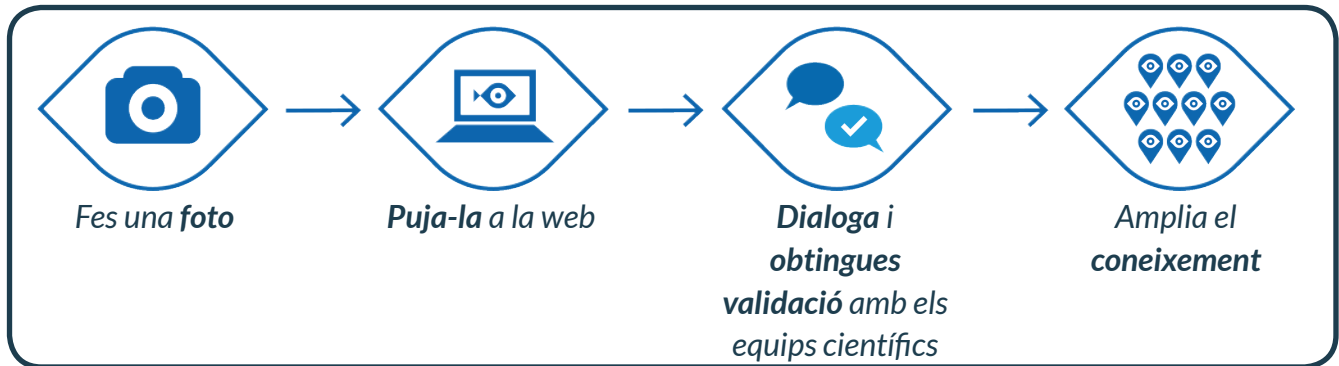 Fes una foto
Puja-la a la web
Dialoga i
obtingues
validació amb els
equips científics
Amplia el
coneixement